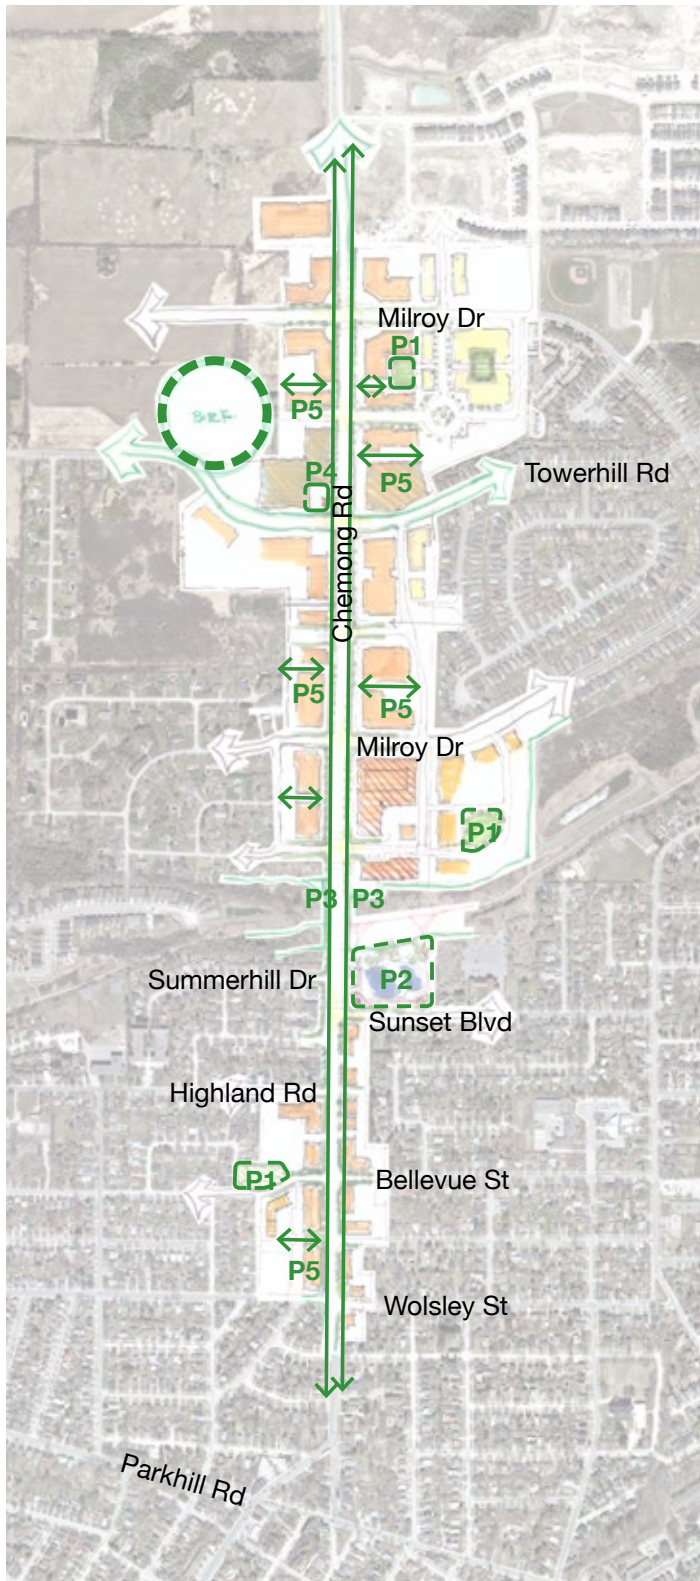 Milroy Dr
P1
P5
P4
P5
Towerhill Rd
Chemong Rd
P5
P5
Milroy Dr
P1
P3
P3
Summerhill Dr
P2
Sunset Blvd
Highland Rd
P1
Bellevue St
P5
Wolsley St
Parkhill Rd